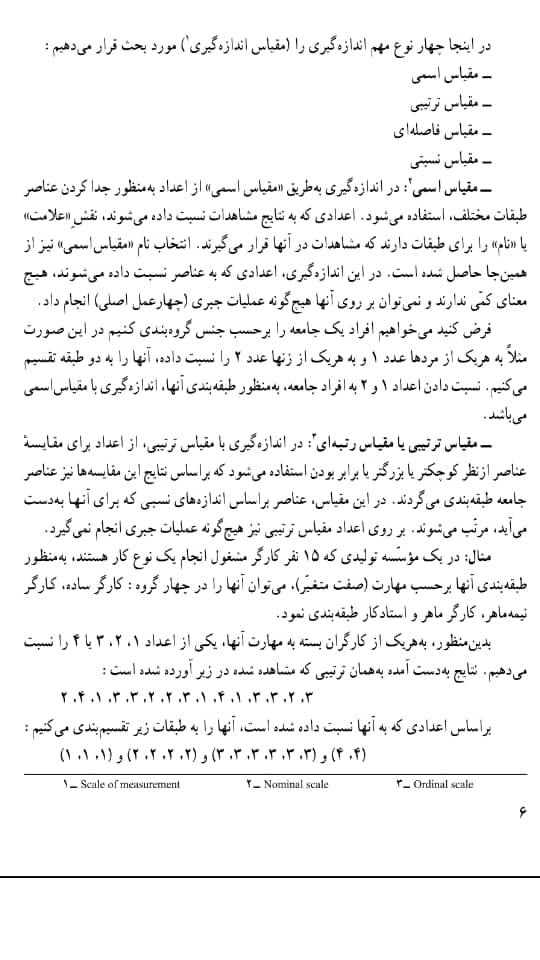 در اینجا چهار نوع مهم اندازه‌گیری را (مقیاس اندازه‌گیری۱) مورد بحث قرار می‌دهیم :
ــ مقیاس اسمی
ــ مقیاس ترتیبی
ــ مقیاس فاصله‌ای
ــ مقیاس نسبتی
ــ مقیاس اسمی۲: در اندازه‌گیری به‌طریق «مقیاس اسمی» از اعداد به‌منظور جدا کردن عناصر
طبقات مختلف، استفاده می‌شود. اعدادی که به نتایج مشاهدات نسبت داده می‌شوند، نقشِ «علامت»
یا «نام» را برای طبقات دارند که مشاهدات در آنها قرار می‌گیرند. انتخاب نام «مقیاس‌اسمی» نیز از
همین‌جا حاصل شده است. در این اندازه‌گیری، اعدادی که به عناصر نسبت داده می‌شوند، هیچ
معنای کمّی ندارند و نمی‌توان بر روی آنها هیچ‌گونه عملیات جبری (چهارعمل اصلی) انجام داد.
فرض کنید می‌خواهیم افراد یک جامعه را برحسب جنس گروه‌بندی کنیم در این صورت
مثلاً به هریک از مردها عدد ۱ و به هریک از زنها عدد ۲ را نسبت داده، آنها را به دو طبقه تقسیم
می‌کنیم. نسبت دادن اعداد ۱ و ۲ به افراد جامعه، به‌منظور طبقه‌بندی آنها، اندازه‌گیری با مقیاس‌اسمی
می‌باشد.
ــ مقیاس ترتیبی یا مقیاس رتبه‌ای۳: در اندازه‌گیری با مقیاس ترتیبی، از اعداد برای مقایسهٔ
عناصر ازنظر کوچکتر یا بزرگتر یا برابر بودن استفاده می‌شود که براساس نتایج این مقایسه‌ها نیز عناصر
جامعه طبقه‌بندی می‌گردند. در این مقیاس، عناصر براساس اندازه‌های نسبی که برای آنها به‌دست
می‌آید، مرتّب می‌شوند. بر روی اعداد مقیاس ترتیبی نیز هیچ‌گونه عملیات جبری انجام نمی‌گیرد.
مثال: در یک مؤسّسه تولیدی که ۱۵ نفر کارگر مشغول انجام یک نوع کار هستند، به‌منظور
طبقه‌بندی آنها برحسب مهارت (صفت متغیّر)، می‌توان آنها را در چهار گروه : کارگر ساده، کارگر
نیمه‌ماهر، کارگر ماهر و استادکار طبقه‌بندی نمود.
بدین‌منظور، به‌هریک از کارگران بسته به مهارت آنها، یکی از اعداد ۱، ۲، ۳ یا ۴ را نسبت
می‌دهیم. نتایج به‌دست آمده به‌همان ترتیبی که مشاهده شده در زیر آورده شده است :
۳، ۲، ۳، ۳، ۱، ۴، ۱، ۳، ۲، ۲، ۳، ۳، ۱، ۴، ۲
براساس اعدادی که به آنها نسبت داده شده است، آنها را به طبقات زیر تقسیم‌بندی می‌کنیم :
(۴، ۴) و (۳، ۳، ۳، ۳، ۳، ۳) و (۲، ۲، ۲، ۲) و (۱، ۱، ۱)
۱ــ Scale of measurement ۲ــ Nominal scale ۳ــ Ordinal scale
۶